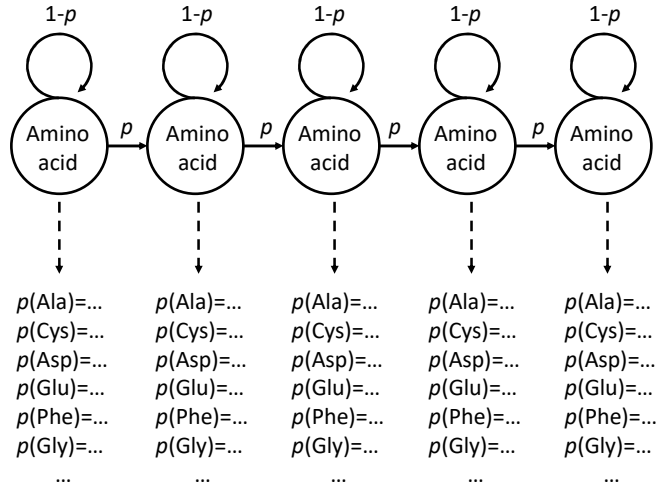 1-p 1-p 1-p 1-p 1-p
Amino acid p Amino acid p Amino acid p Amino acid p Amino acid
p(Ala)=... p(Ala)=... p(Ala)=... p(Ala)=... p(Ala)=...
p(Cys)=... p(Cys)=... p(Cys)=... p(Cys)=... p(Cys)=...
p(Asp)=... p(Asp)=... p(Asp)=... p(Asp)=... p(Asp)=...
p(Glu)=... p(Glu)=... p(Glu)=... p(Glu)=... p(Glu)=...
p(Phe)=... p(Phe)=... p(Phe)=... p(Phe)=... p(Phe)=...
p(Gly)=... p(Gly)=... p(Gly)=... p(Gly)=... p(Gly)=...
... ... ... ... ...